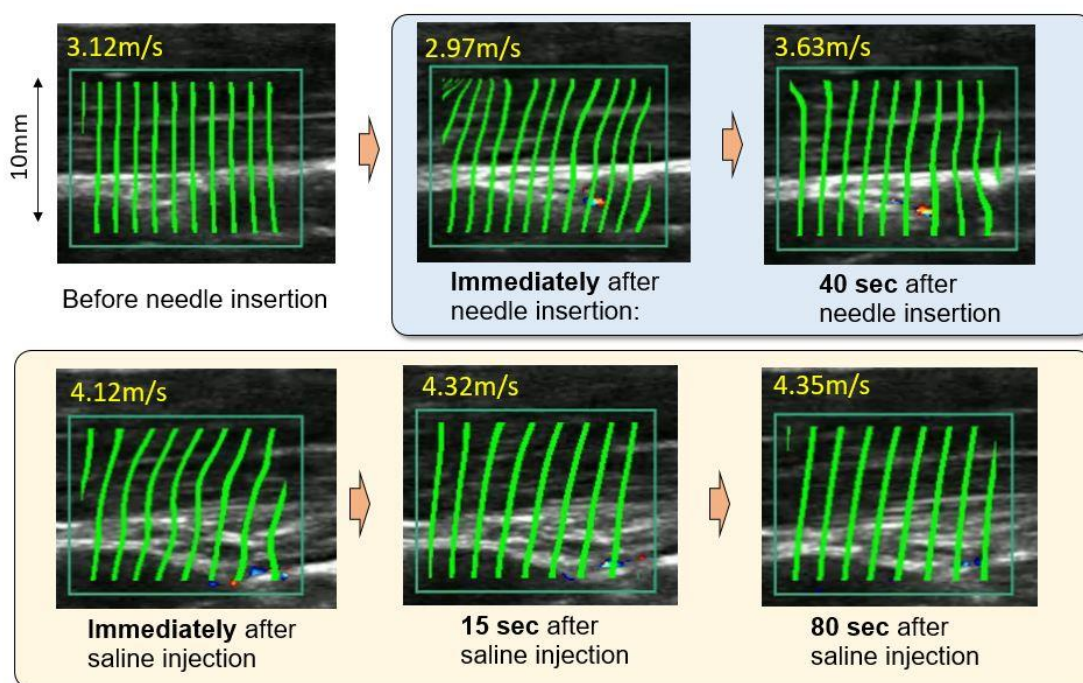 3.12m/s
2.97m/s
3.63m/s
10mm
Before needle insertion
Immediately after
needle insertion:
40 sec after
needle insertion
4.12m/s
4.32m/s
4.35m/s
Immediately after
saline injection
15 sec after
saline injection
80 sec after
saline injection